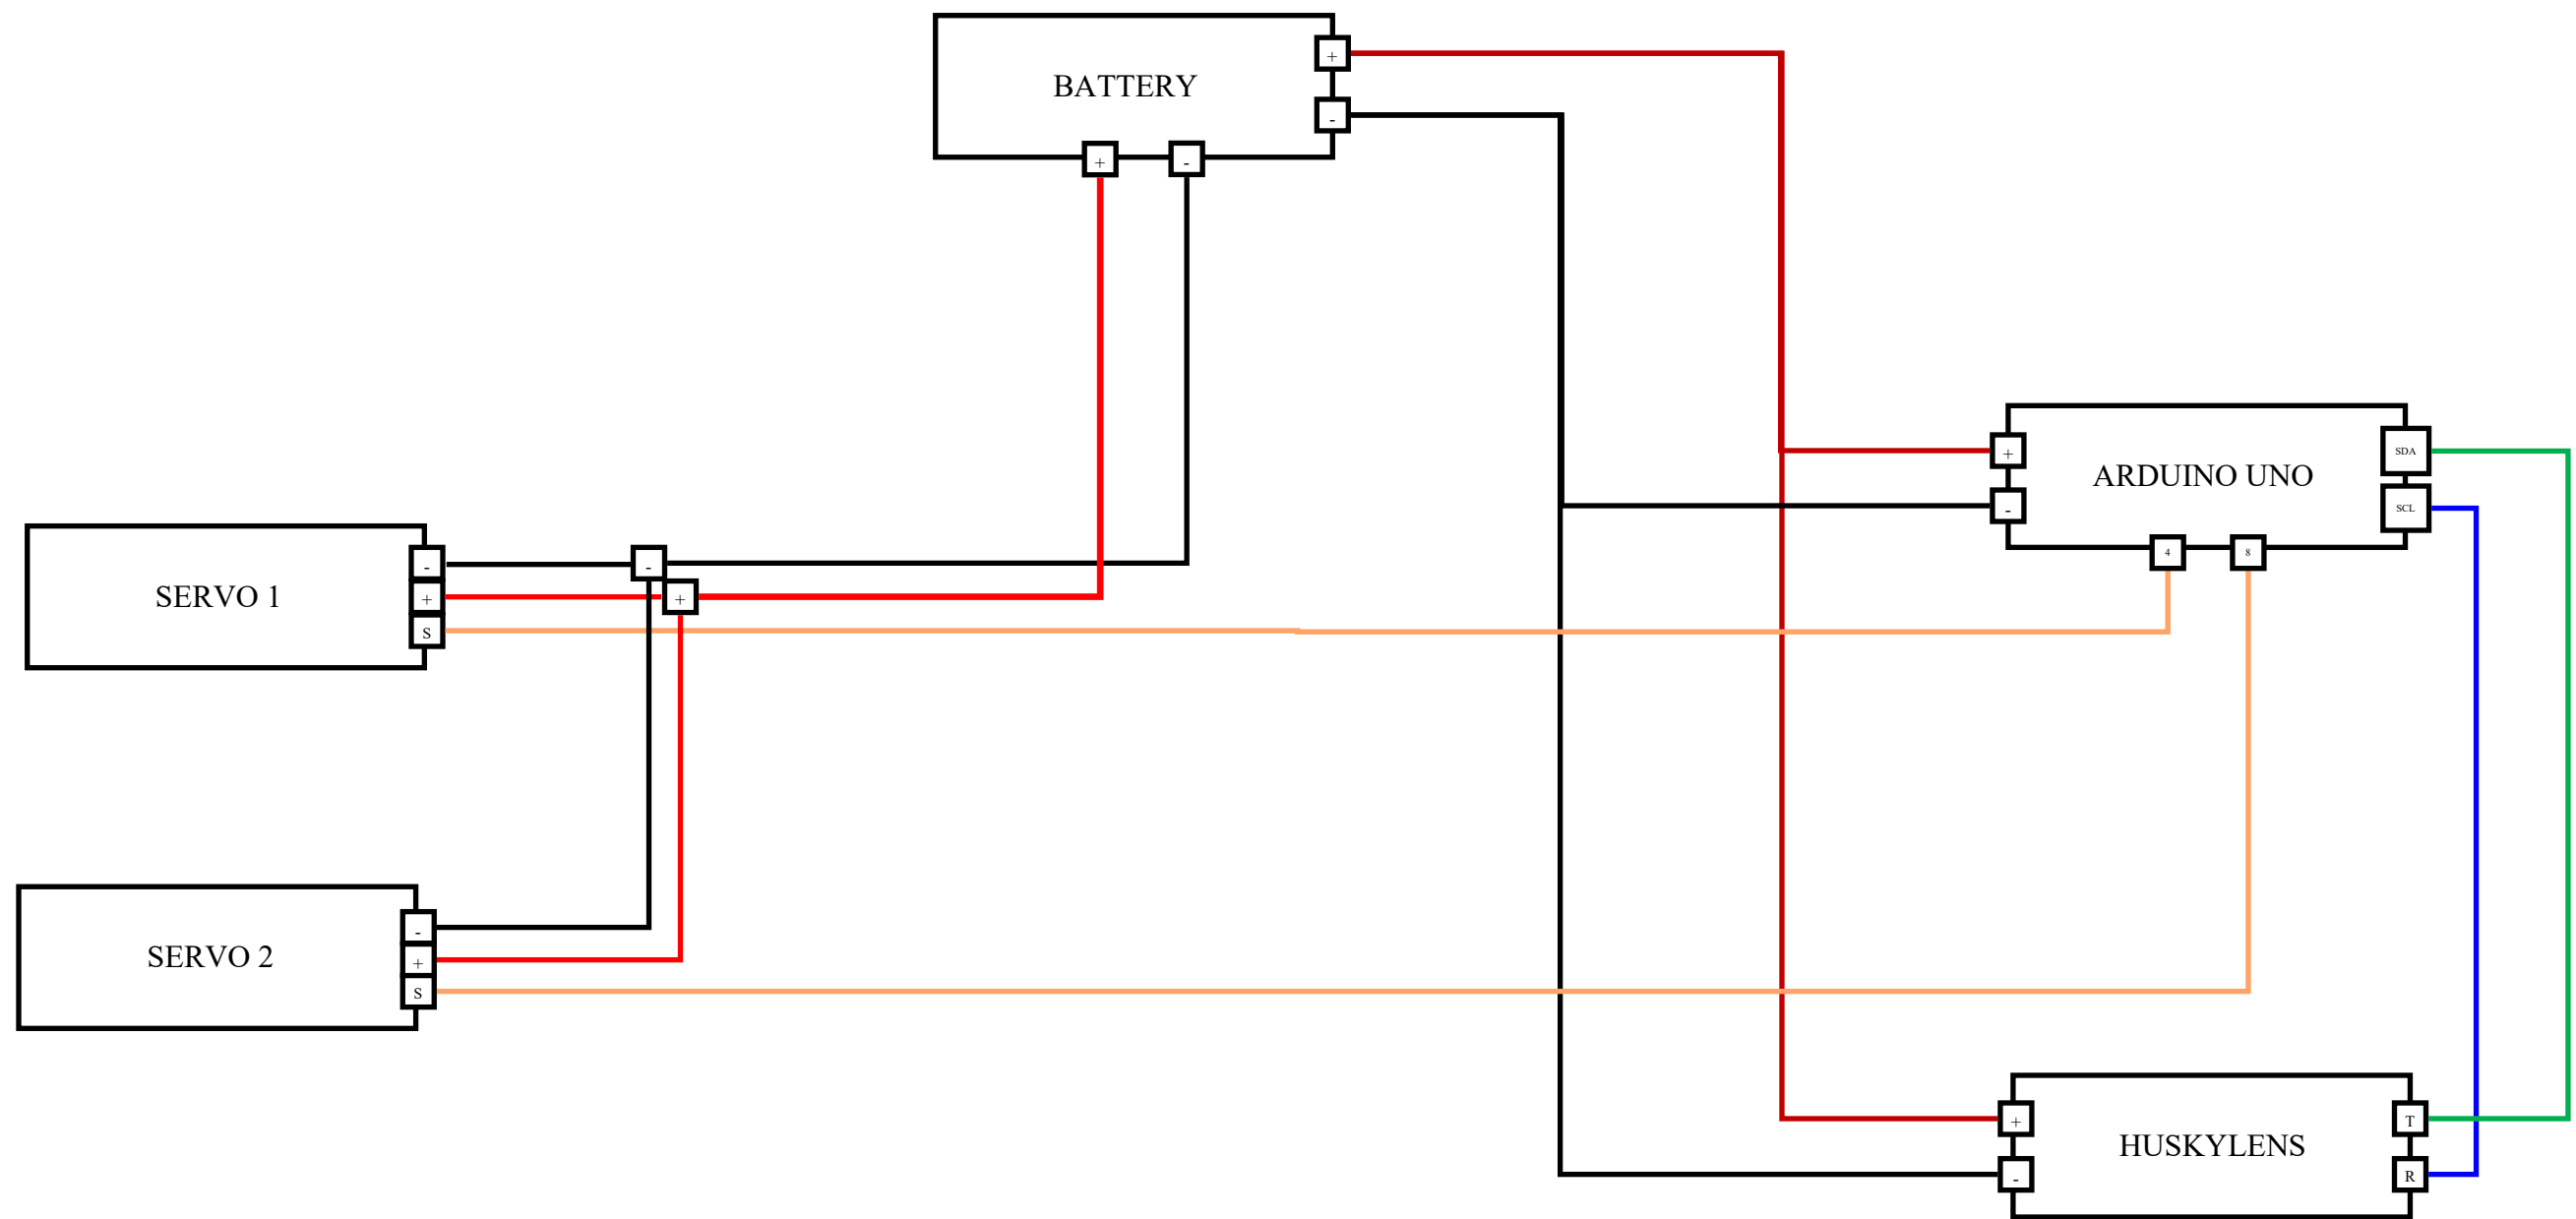 BATTERY
+
-
+
-
+
-
ARDUINO UNO
SDA
SCL
4
8
SERVO 1
-
+
S
-
+
SERVO 2
-
+
S
+
-
HUSKYLENS
T
R